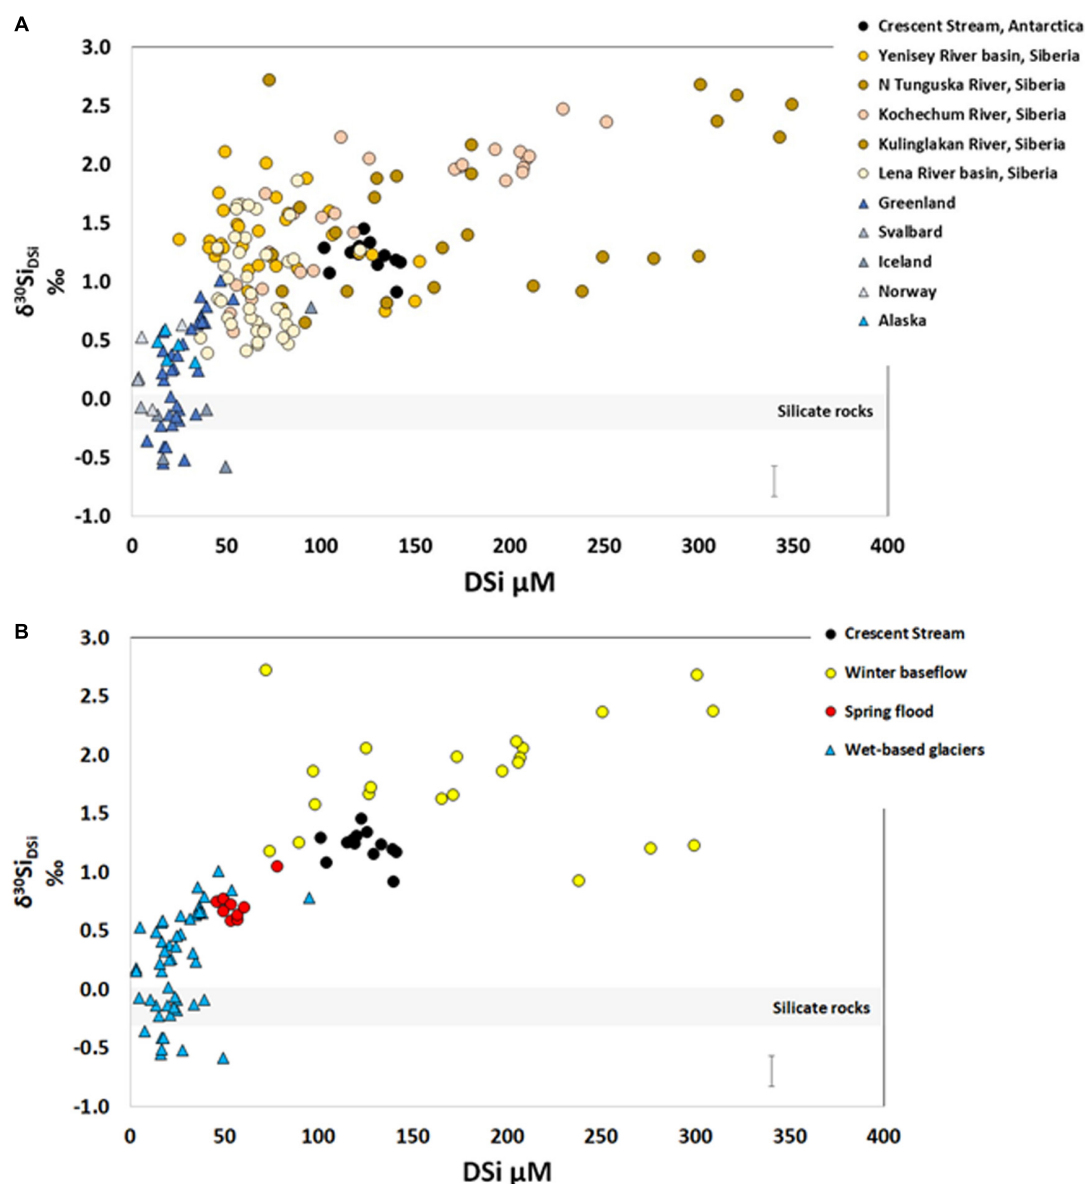 A
Crescent Stream, Antarctica
Yenisey River basin, Siberia
N Tunguska River, Siberia
Kochechum River, Siberia
Kulinglakan River, Siberia
Lena River basin, Siberia
Greenland
Svalbard
Iceland
Norway
Alaska
3.0
2.5
2.0
1.5
1.0
0.5
0.0
-0.5
-1.0
δ³⁰Si_DSi
‰
Silicate rocks
0 50 100 150 200 250 300 350 400
DSi µM
B
Crescent Stream
Winter baseflow
Spring flood
Wet-based glaciers
3.0
2.5
2.0
1.5
1.0
0.5
0.0
-0.5
-1.0
δ³⁰Si_DSi
‰
Silicate rocks
0 50 100 150 200 250 300 350 400
DSi µM